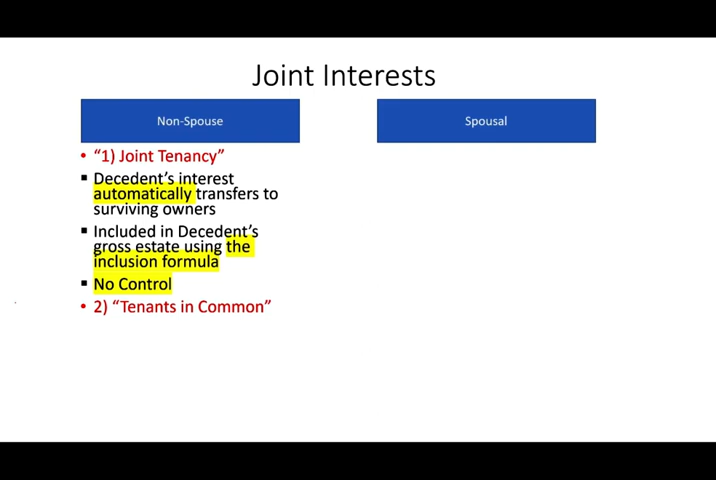 Joint Interests
Non-Spouse
Spousal
• “1) Joint Tenancy”
▪ Decedent’s interest
automatically transfers to
surviving owners
▪ Included in Decedent’s
gross estate using the
inclusion formula
▪ No Control
• 2) “Tenants in Common”